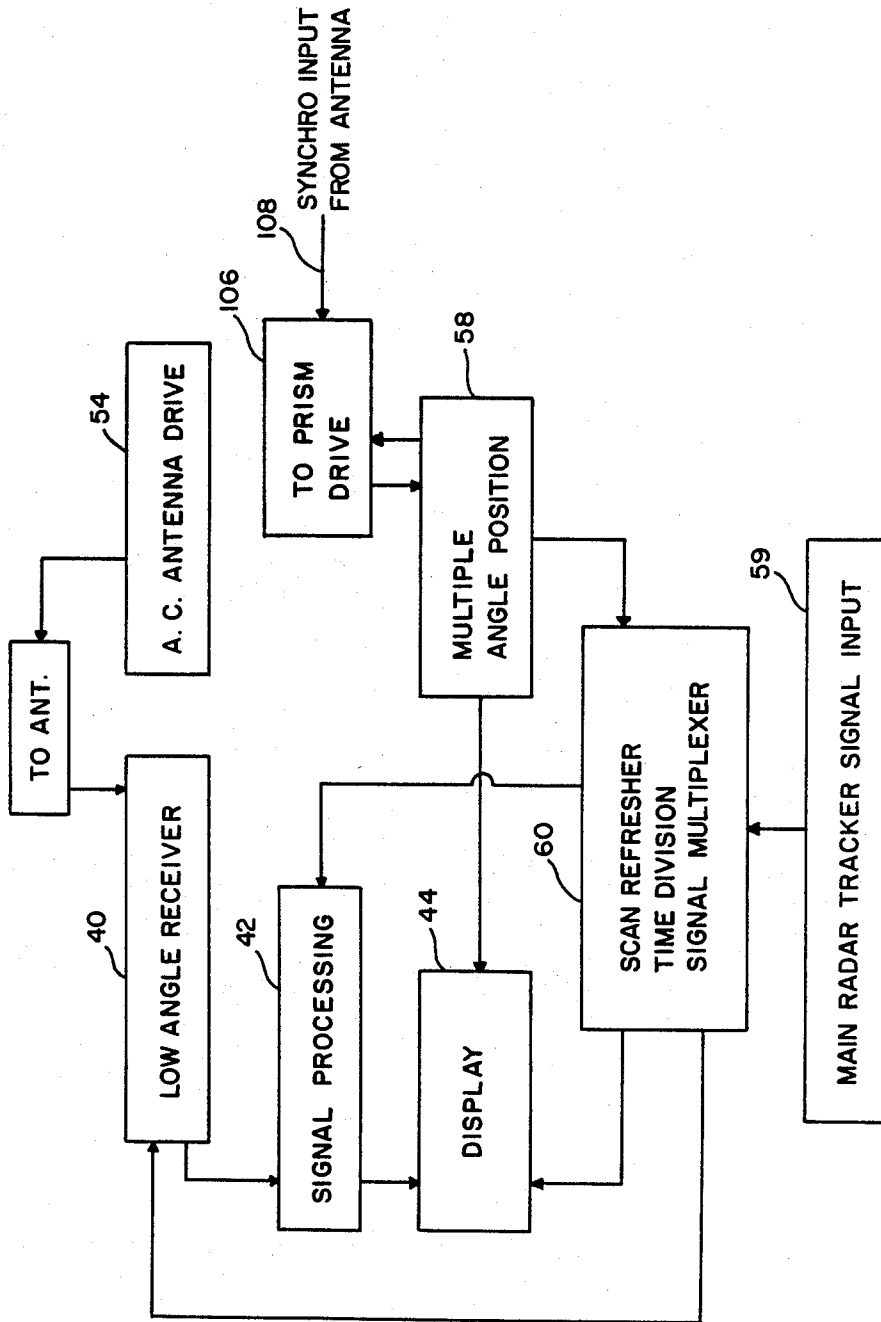 TO ANT.
40
LOW ANGLE RECEIVER
54
A. C. ANTENNA DRIVE
42
SIGNAL PROCESSING
106
TO PRISM
DRIVE
108
SYNCHRO INPUT
FROM ANTENNA
44
DISPLAY
58
MULTIPLE
ANGLE POSITION
60
SCAN REFRESHER
TIME DIVISION
SIGNAL MULTIPLEXER
59
MAIN RADAR TRACKER SIGNAL INPUT